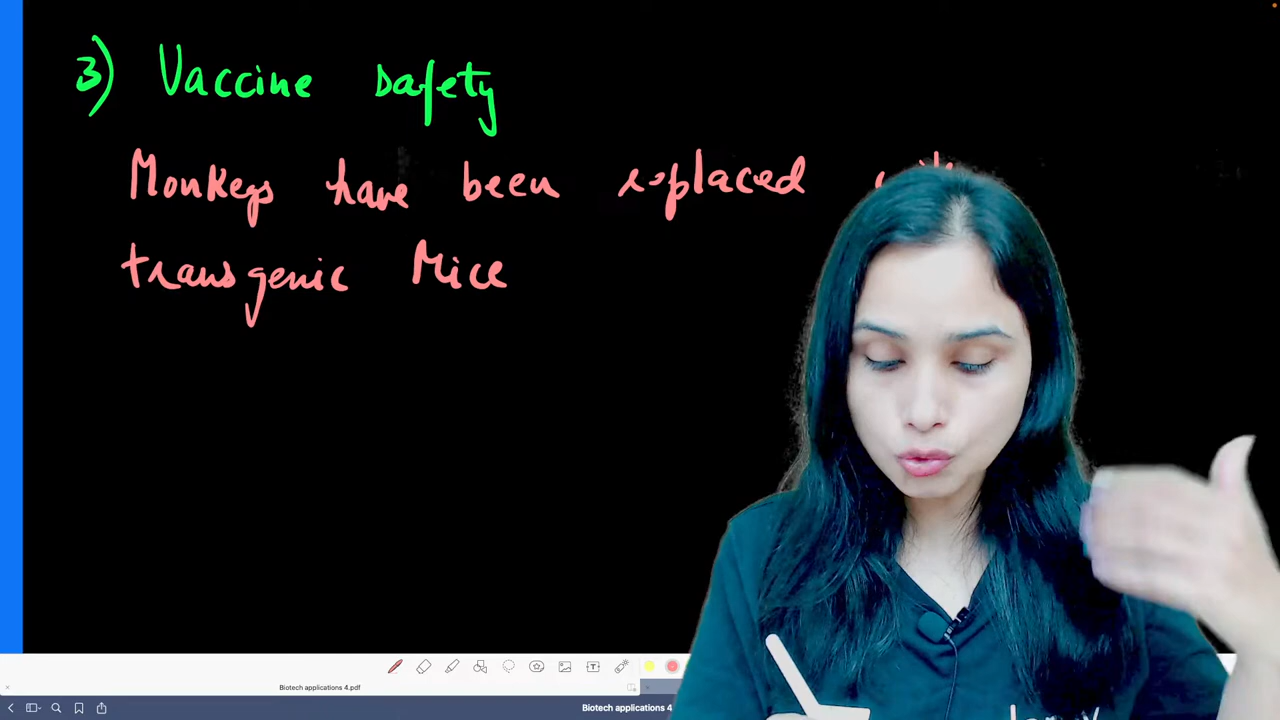 3) Vaccine safety
Monkeys have been replaced
transgenic Mice
Biotech applications 4.pdf
Biotech applications 4